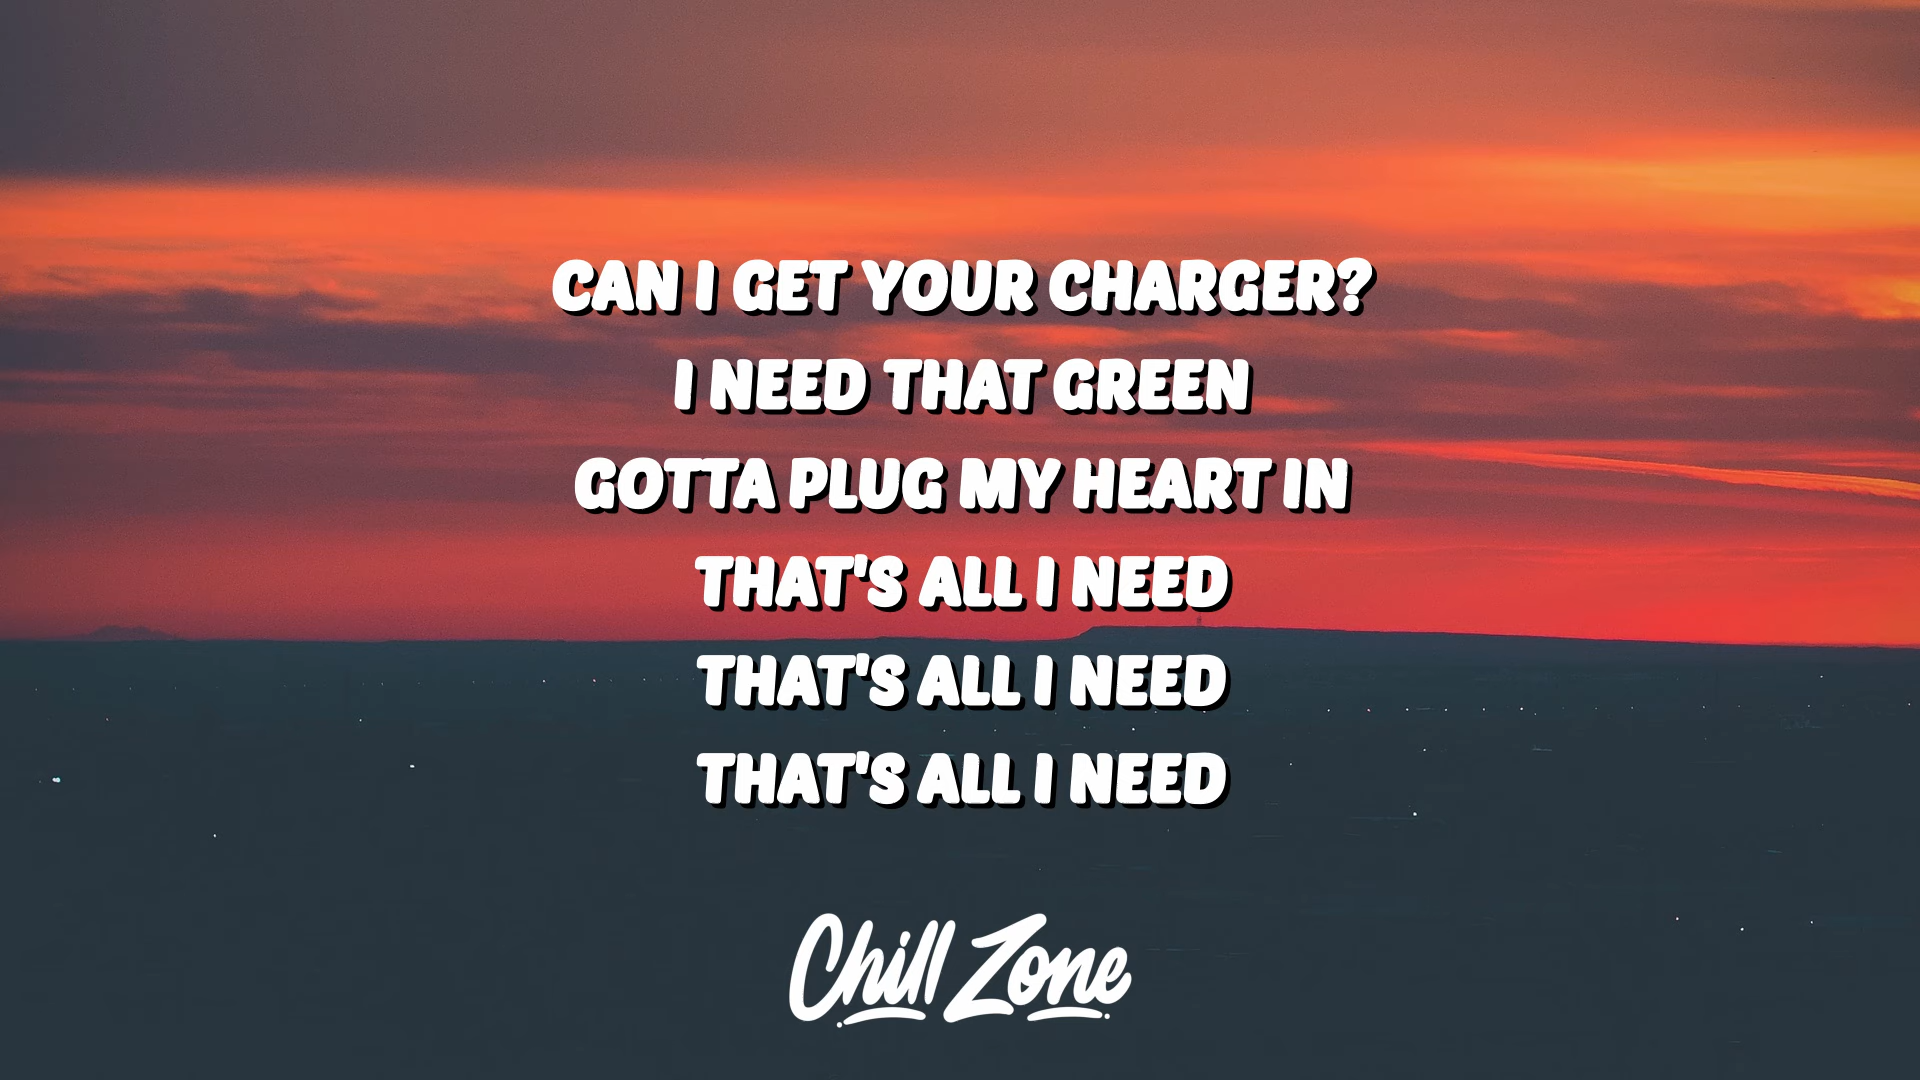 CAN I GET YOUR CHARGER?
I NEED THAT GREEN
GOTTA PLUG MY HEART IN
THAT'S ALL I NEED
THAT'S ALL I NEED
THAT'S ALL I NEED
Chill Zone